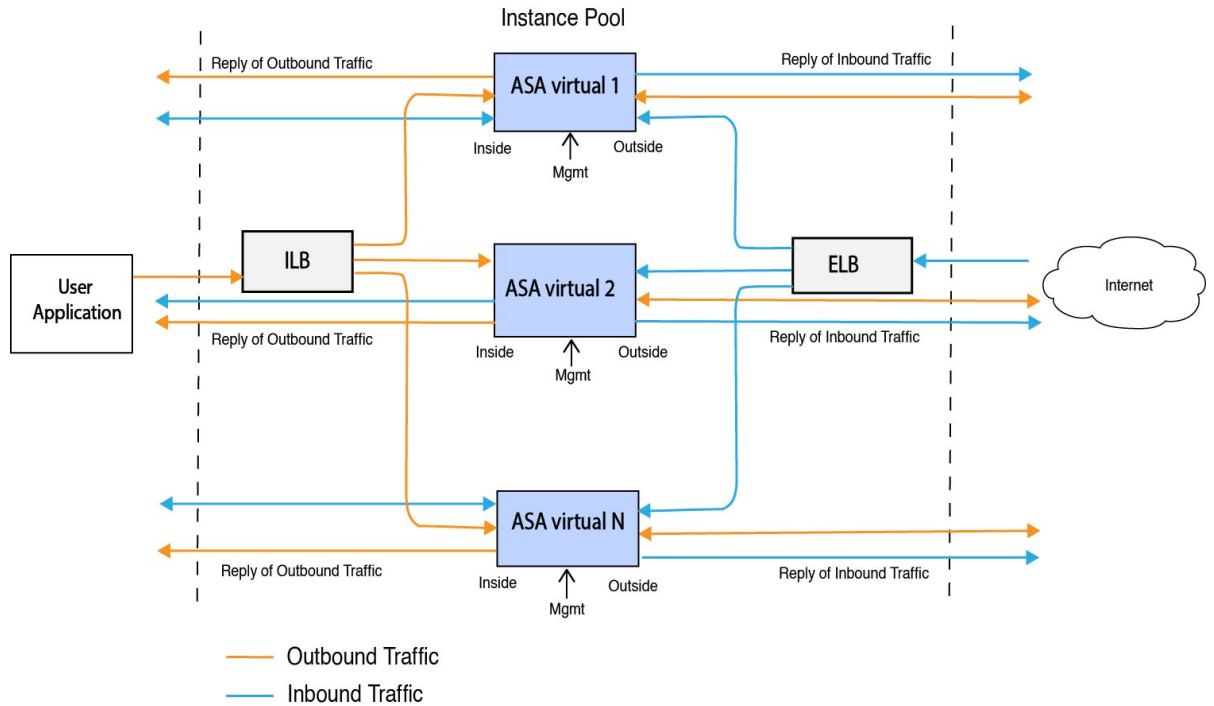 Instance Pool
Reply of Outbound Traffic
ASA virtual 1
Reply of Inbound Traffic
Inside
Outside
Mgmt
User
Application
ILB
ASA virtual 2
ELB
Internet
Reply of Outbound Traffic
Inside
Outside
Reply of Inbound Traffic
Mgmt
ASA virtual N
Reply of Outbound Traffic
Inside
Outside
Reply of Inbound Traffic
Mgmt
Outbound Traffic
Inbound Traffic